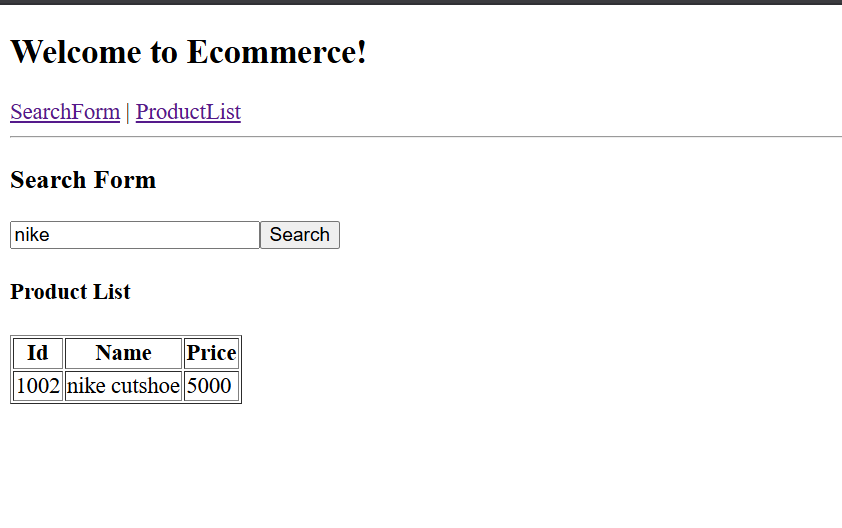 Welcome to Ecommerce!
SearchForm | ProductList
Search Form
nike Search
Product List
Id Name Price
1002 nike cutshoe 5000